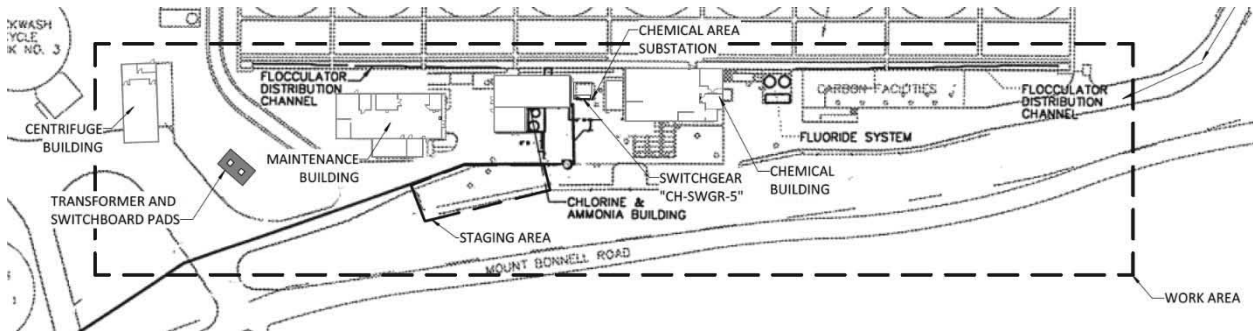 CKWASH
YCLE
K NO. 3
CHEMICAL AREA
SUBSTATION
FLOCCULATOR
DISTRIBUTION
CHANNEL
CARBON FACILITIES
FLOCCULATOR
DISTRIBUTION
CHANNEL
CENTRIFUGE
BUILDING
FLUORIDE SYSTEM
MAINTENANCE
BUILDING
SWITCHGEAR
"CH-SWGR-5"
CHEMICAL
BUILDING
TRANSFORMER AND
SWITCHBOARD PADS
CHLORINE &
AMMONIA BUILDING
STAGING AREA
MOUNT BONNELL ROAD
WORK AREA